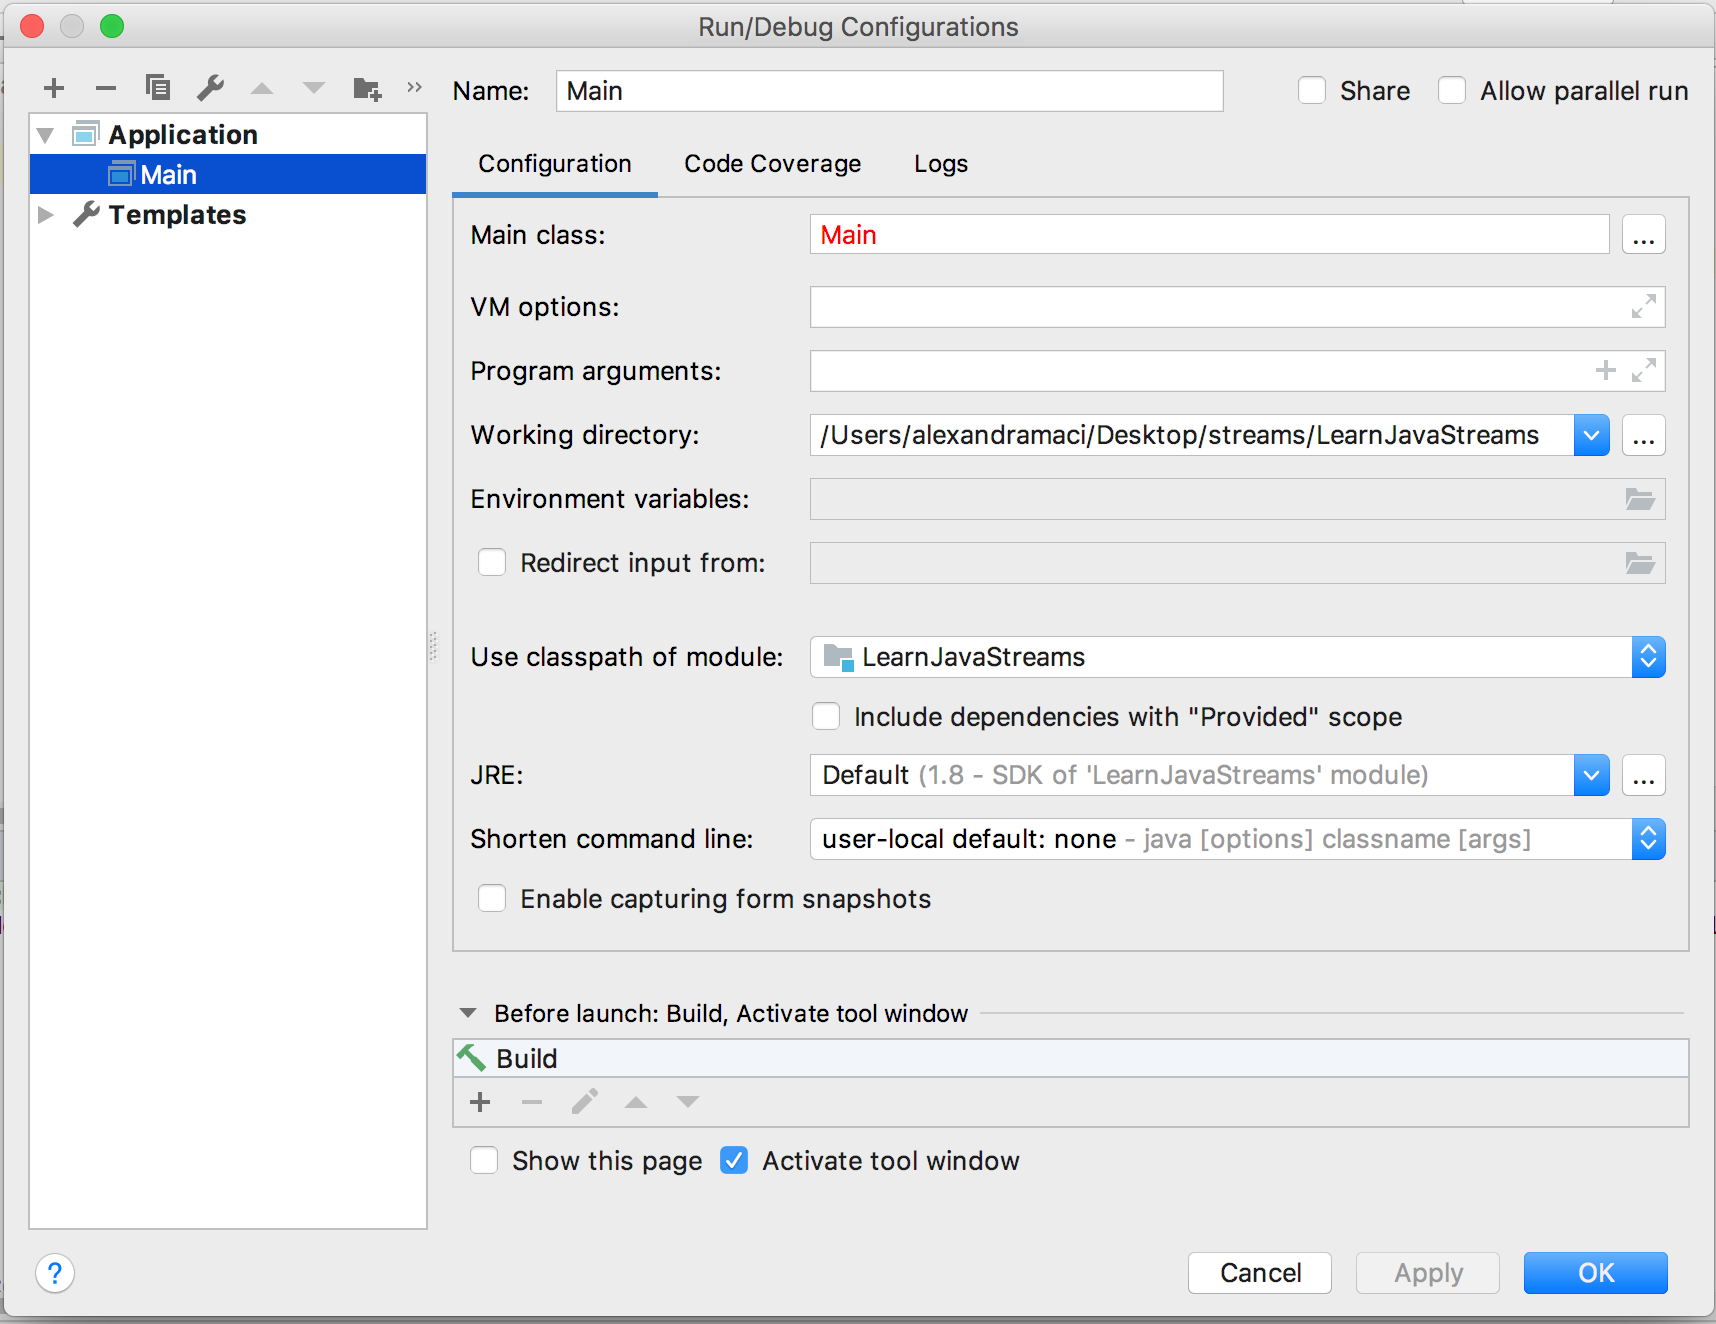 Run/Debug Configurations
Name: Main Share Allow parallel run
Application
Main
Templates
Configuration Code Coverage Logs
Main class: Main ...
VM options:
Program arguments:
Working directory: /Users/alexandramaci/Desktop/streams/LearnJavaStreams ...
Environment variables:
Redirect input from:
Use classpath of module: LearnJavaStreams
Include dependencies with "Provided" scope
JRE: Default (1.8 - SDK of 'LearnJavaStreams' module) ...
Shorten command line: user-local default: none - java [options] classname [args]
Enable capturing form snapshots
Before launch: Build, Activate tool window
Build
Show this page Activate tool window
? Cancel Apply OK